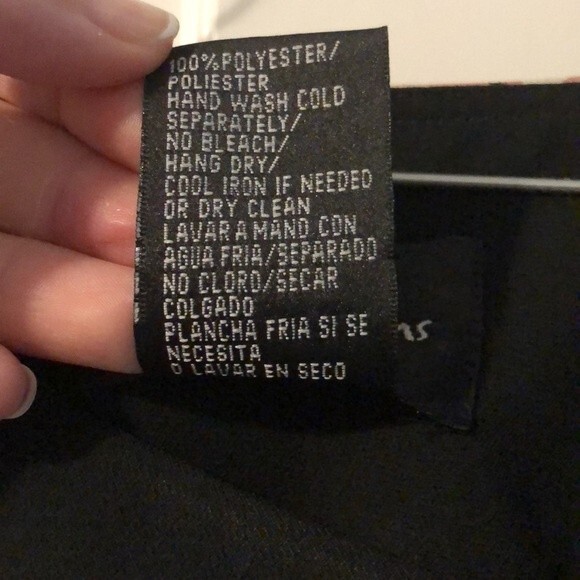 100%POLYESTER/
POLIESTER
HAND WASH COLD
SEPARATELY/
NO BLEACH/
HANG DRY/
COOL IRON IF NEEDED
OR DRY CLEAN
LAVAR A MAND CON
AGUA FRIA/SEPARADO
NO CLORO/SECAR
COLGADO
PLANCHA FRIA SI SE
NECESITA
O LAVAR EN SECO